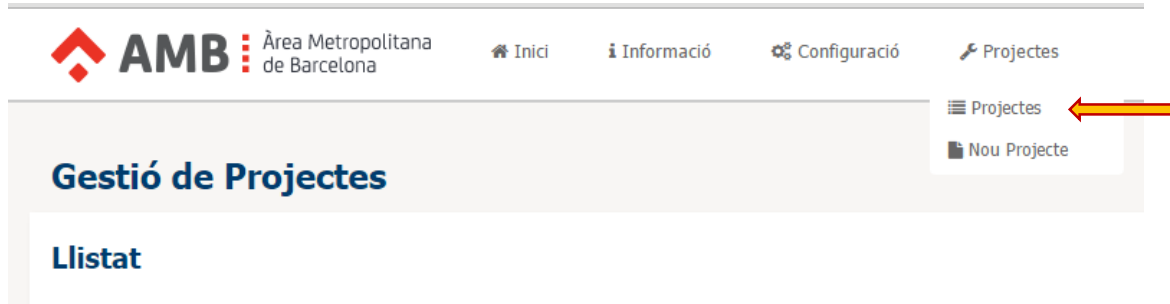 AMB Àrea Metropolitana
de Barcelona
Inici
Informació
Configuració
Projectes
Projectes
Nou Projecte
Gestió de Projectes
Llistat